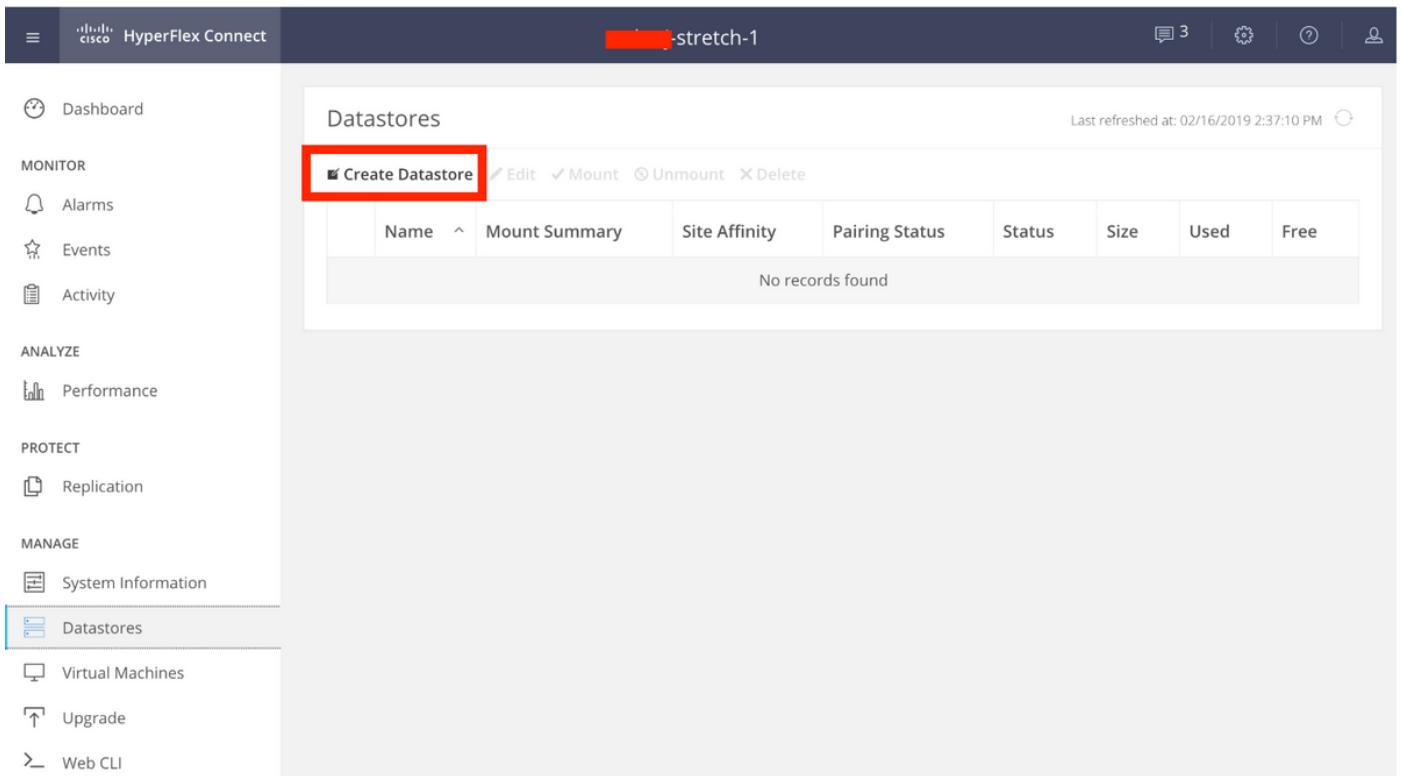 cisco HyperFlex Connect
-stretch-1
3
Dashboard
MONITOR
Alarms
Events
Activity
ANALYZE
Performance
PROTECT
Replication
MANAGE
System Information
Datastores
Virtual Machines
Upgrade
Web CLI
Datastores
Last refreshed at: 02/16/2019 2:37:10 PM
Create Datastore Edit Mount Unmount Delete
Name Mount Summary Site Affinity Pairing Status Status Size Used Free
No records found